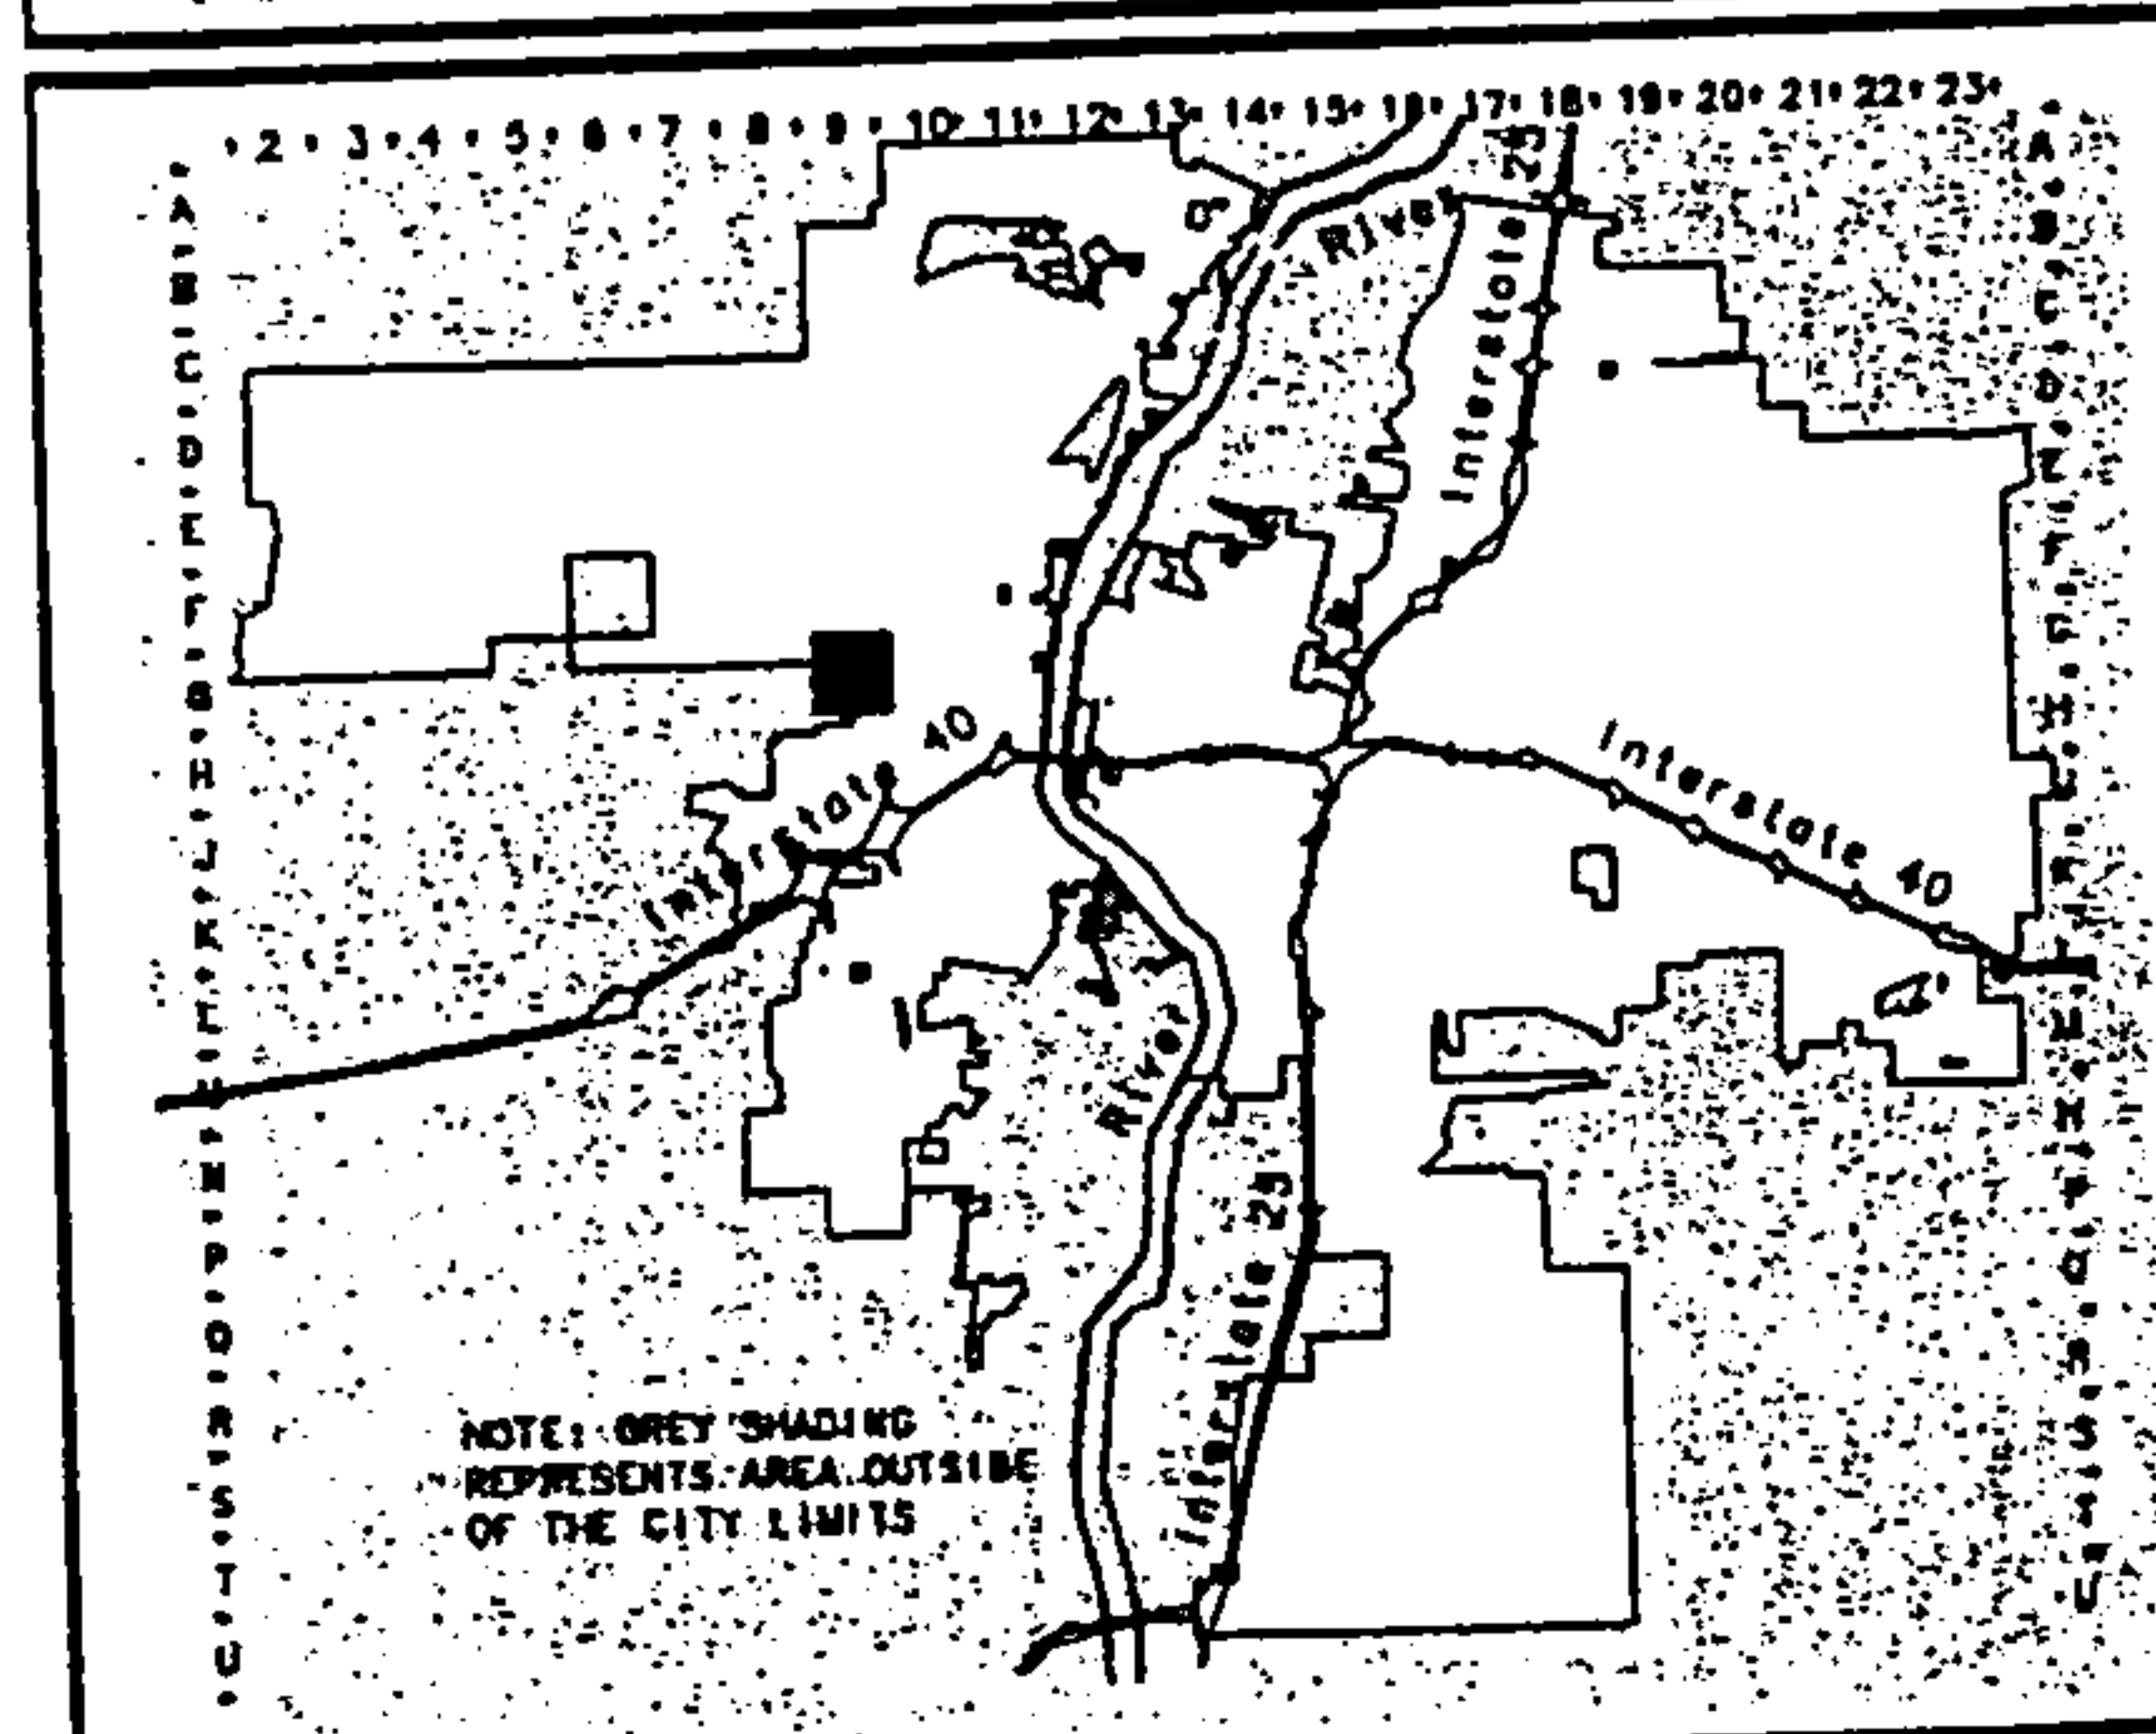 2 3 4 5 6 7 8 9 10 11 12 13 14 15 16 17 18 19 20 21 22 23
A
B
C
D
E
F
G
H
J
K
L
M
N
P
Q
R
S
T
U
River
Interstate 25
Interstate 40
Interstate 40
River
Interstate 25
NOTE: GREY SHADING
REPRESENTS AREA OUTSIDE
OF THE CITY LIMITS
A
B
C
D
E
F
G
H
J
K
L
M
N
P
Q
R
S
T
U